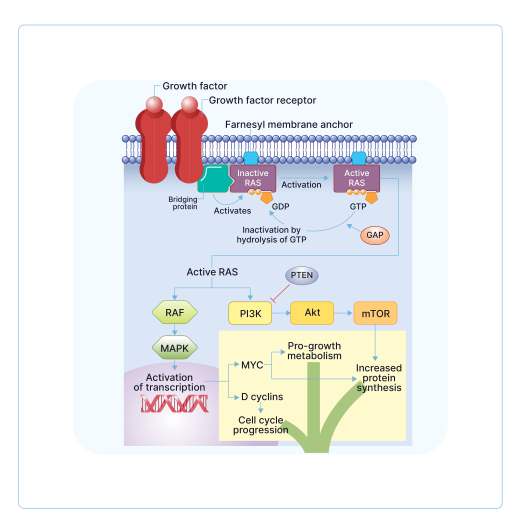 Growth factor
Growth factor receptor
Farnesyl membrane anchor
Inactive
RAS
Active
RAS
Activation
Bridging
protein
Activates
GDP
GTP
Inactivation by
hydrolysis of GTP
GAP
Active RAS
PTEN
RAF
PI3K
Akt
mTOR
MAPK
Pro-growth
metabolism
MYC
Increased
protein
synthesis
Activation
of transcription
D cyclins
Cell cycle
progression